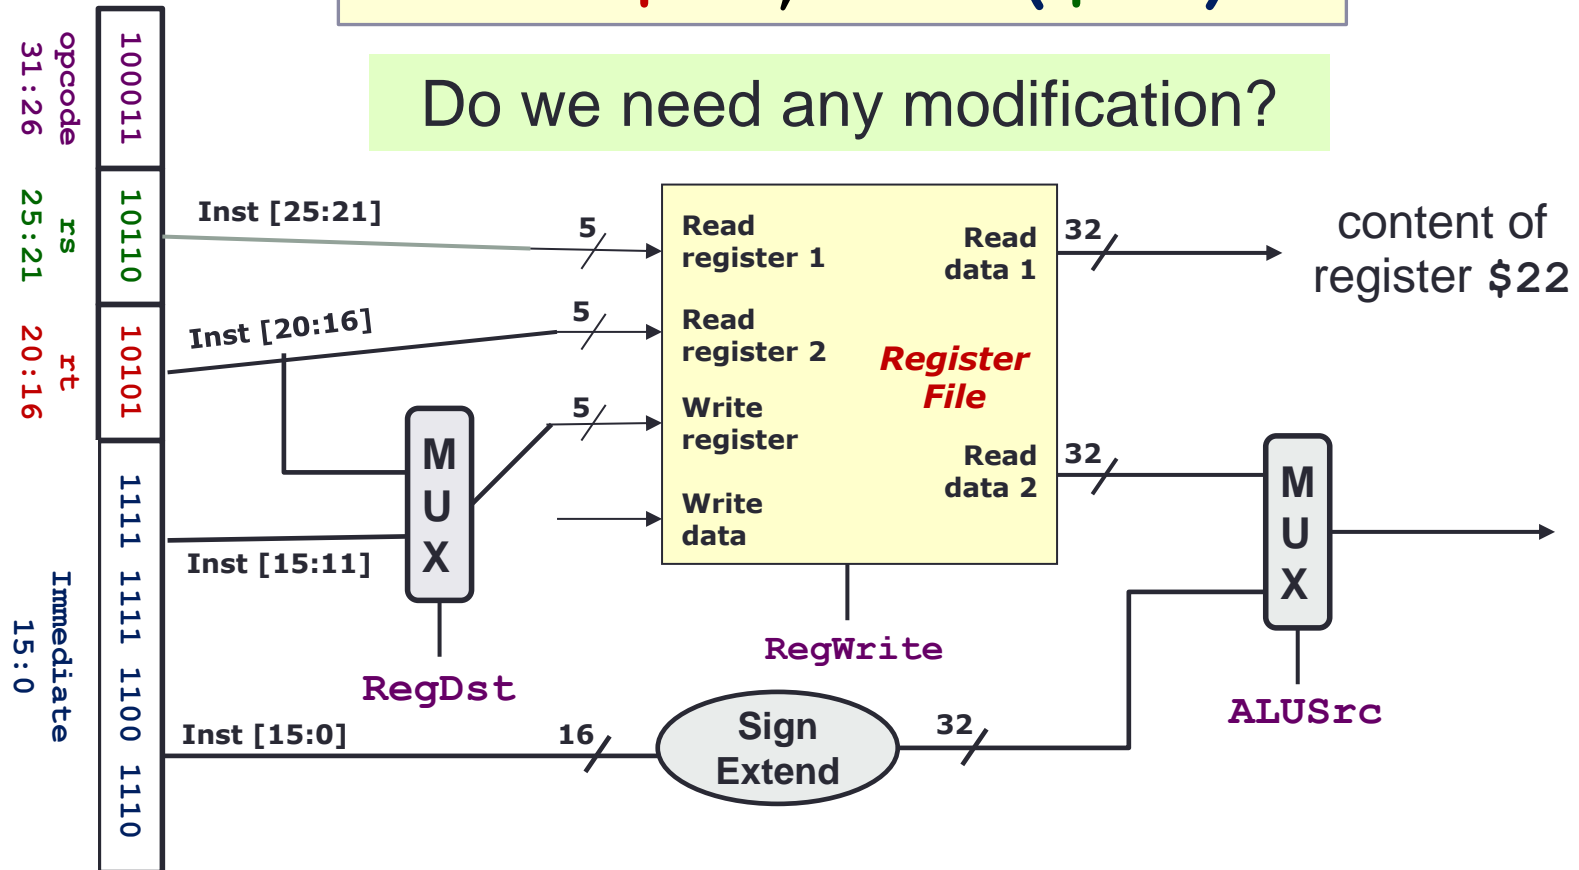 Do we need any modification?
opcode
31:26
100011
rs
25:21
10110
rt
20:16
10101
Immediate
15:0
1111 1111 1100 1110
Inst [25:21]
5
Inst [20:16]
5
5
Inst [15:11]
M
U
X
RegDst
Read
register 1
Read
register 2
Write
register
Write
data
Register
File
Read
data 1
Read
data 2
RegWrite
32
32
content of
register $22
M
U
X
ALUSrc
Inst [15:0]
16
Sign
Extend
32